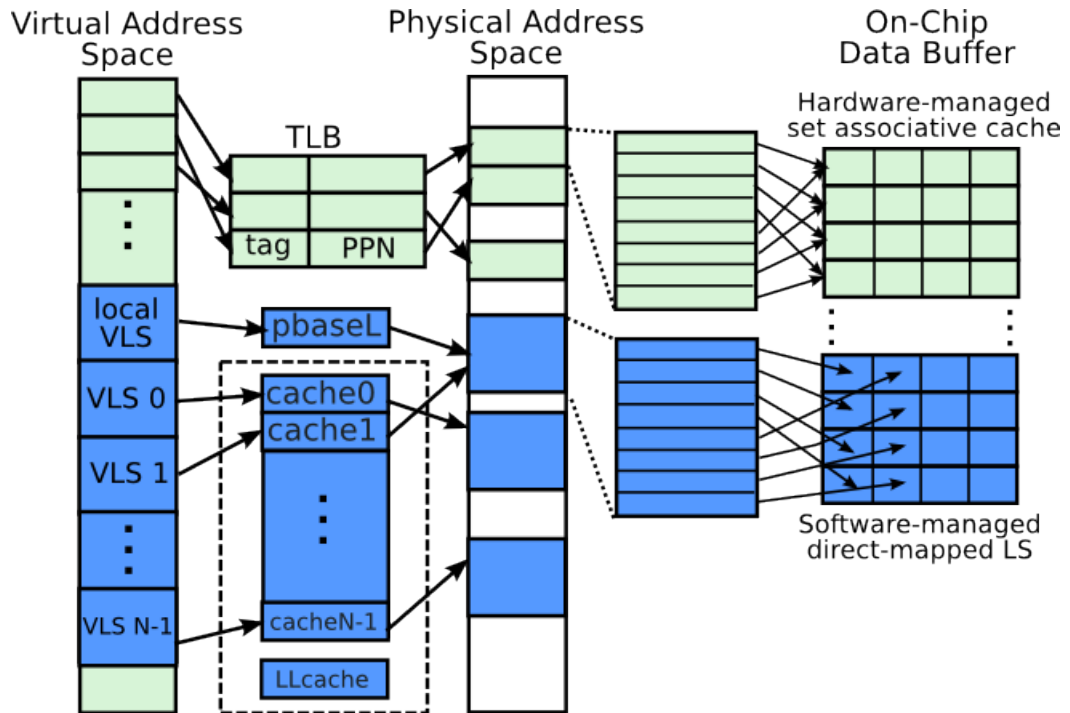 Virtual Address
Space
Physical Address
Space
On-Chip
Data Buffer
Hardware-managed
set associative cache
TLB
tag
PPN
local
VLS
pbaseL
VLS 0
cache0
VLS 1
cache1
VLS N-1
cacheN-1
LLcache
Software-managed
direct-mapped LS